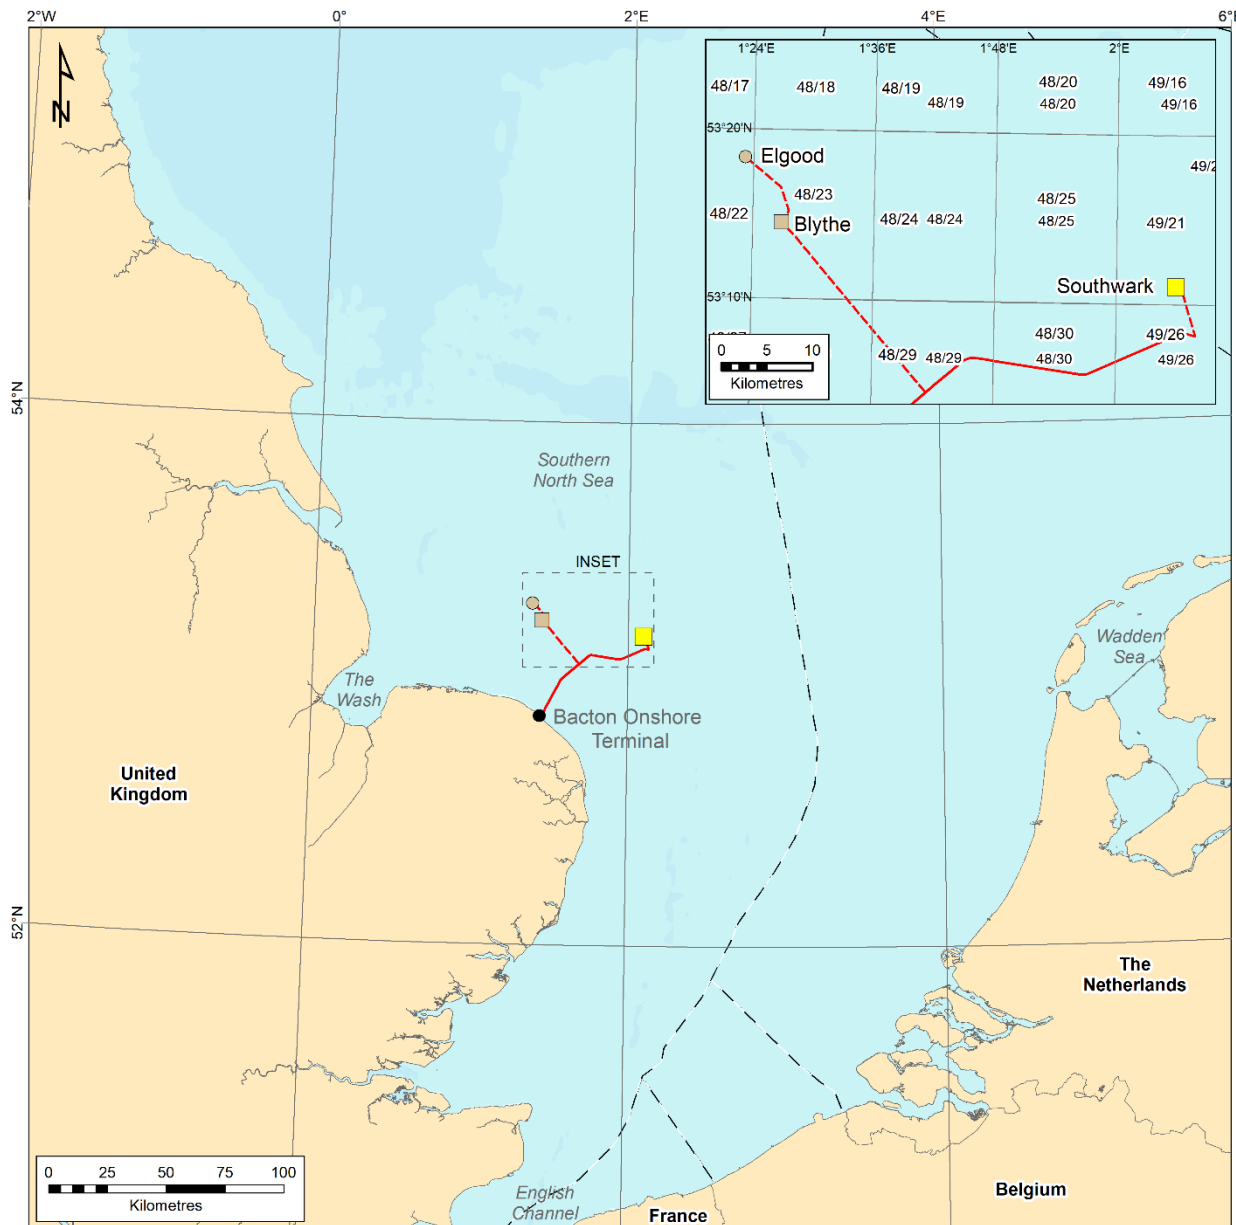 2°W 0° 2°E 4°E 6°E
N
1°24'E 1°36'E 1°48'E 2°E
48/17 48/18 48/19 48/20 49/16
48/19 48/20 49/16
53°20'N
Elgood
48/23
48/22 48/24 48/24 48/25 49/21
48/25
Blythe
Southwark
53°10'N
48/30 49/26
48/29 48/29 48/30 49/26
0 5 10
Kilometres
54°N
Southern
North Sea
INSET
Wadden
Sea
The
Wash
Bacton Onshore
Terminal
United
Kingdom
52°N
The
Netherlands
0 25 50 75 100
Kilometres
English
Channel
Belgium
France